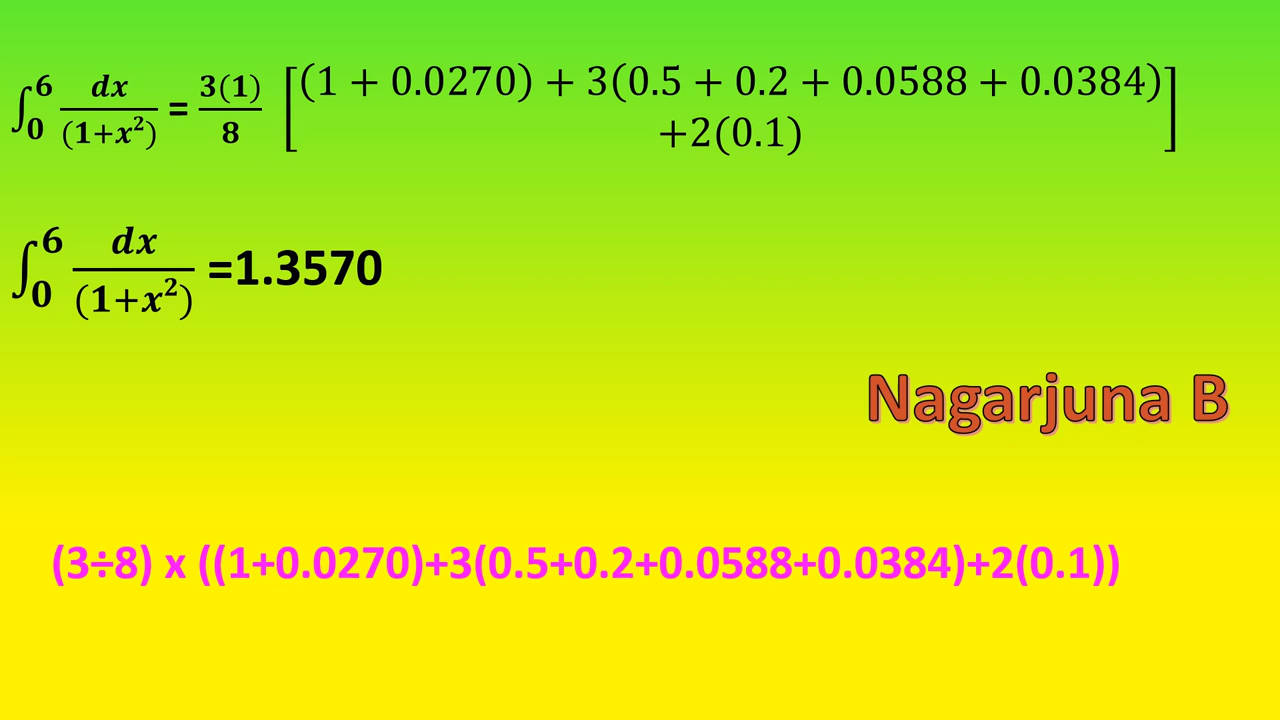 ∫₀⁶ dx/(1+x²) = 3(1)/8 [(1 + 0.0270) + 3(0.5 + 0.2 + 0.0588 + 0.0384)
+2(0.1)]
∫₀⁶ dx/(1+x²) =1.3570
Nagarjuna B
(3÷8) x ((1+0.0270)+3(0.5+0.2+0.0588+0.0384)+2(0.1))